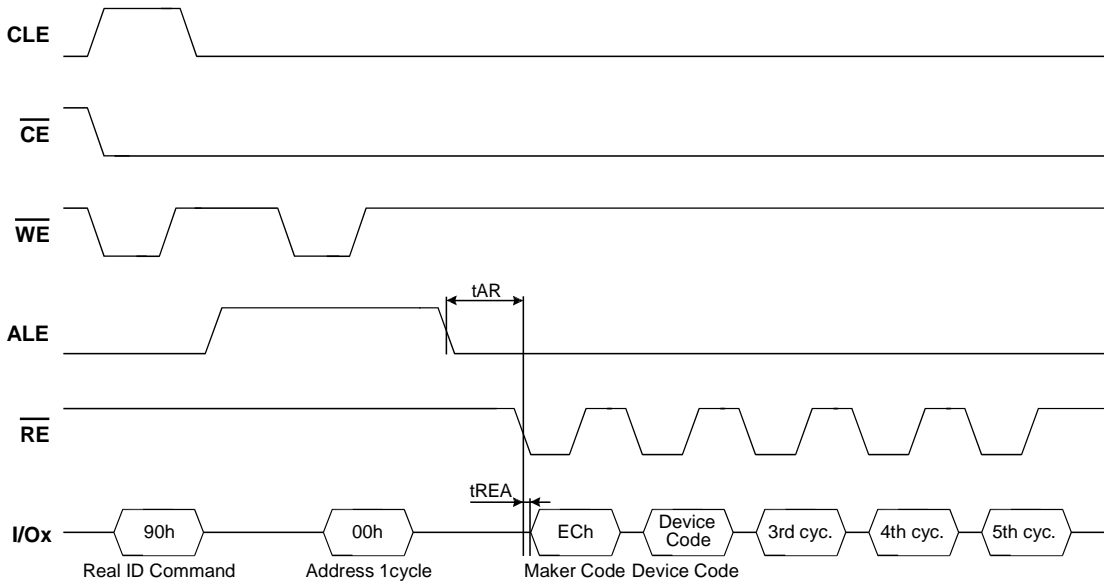 CLE
CE
WE
tAR
ALE
RE
tREA
I/Ox
90h
00h
ECh
Device
Code
3rd cyc.
4th cyc.
5th cyc.
Real ID Command
Address 1cycle
Maker Code
Device Code